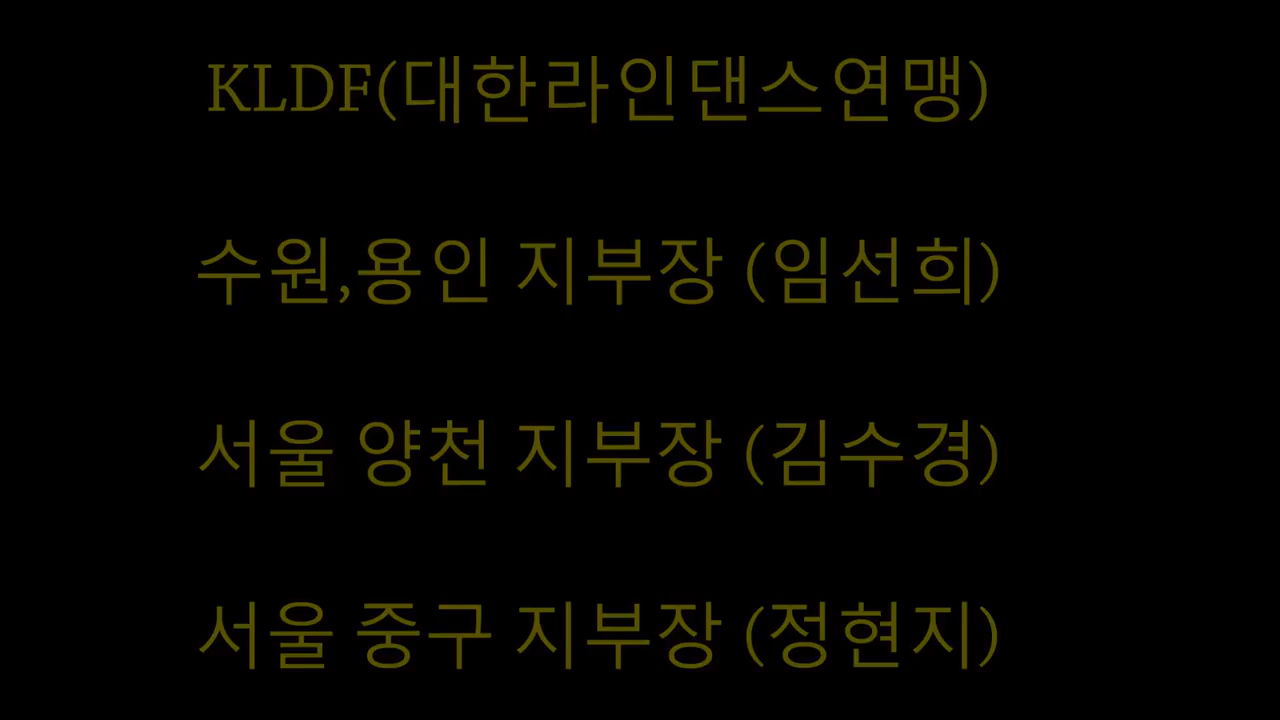 KLDF(대한라인댄스연맹)
수원,용인 지부장 (임선희)
서울 양천 지부장 (김수경)
서울 중구 지부장 (정현지)